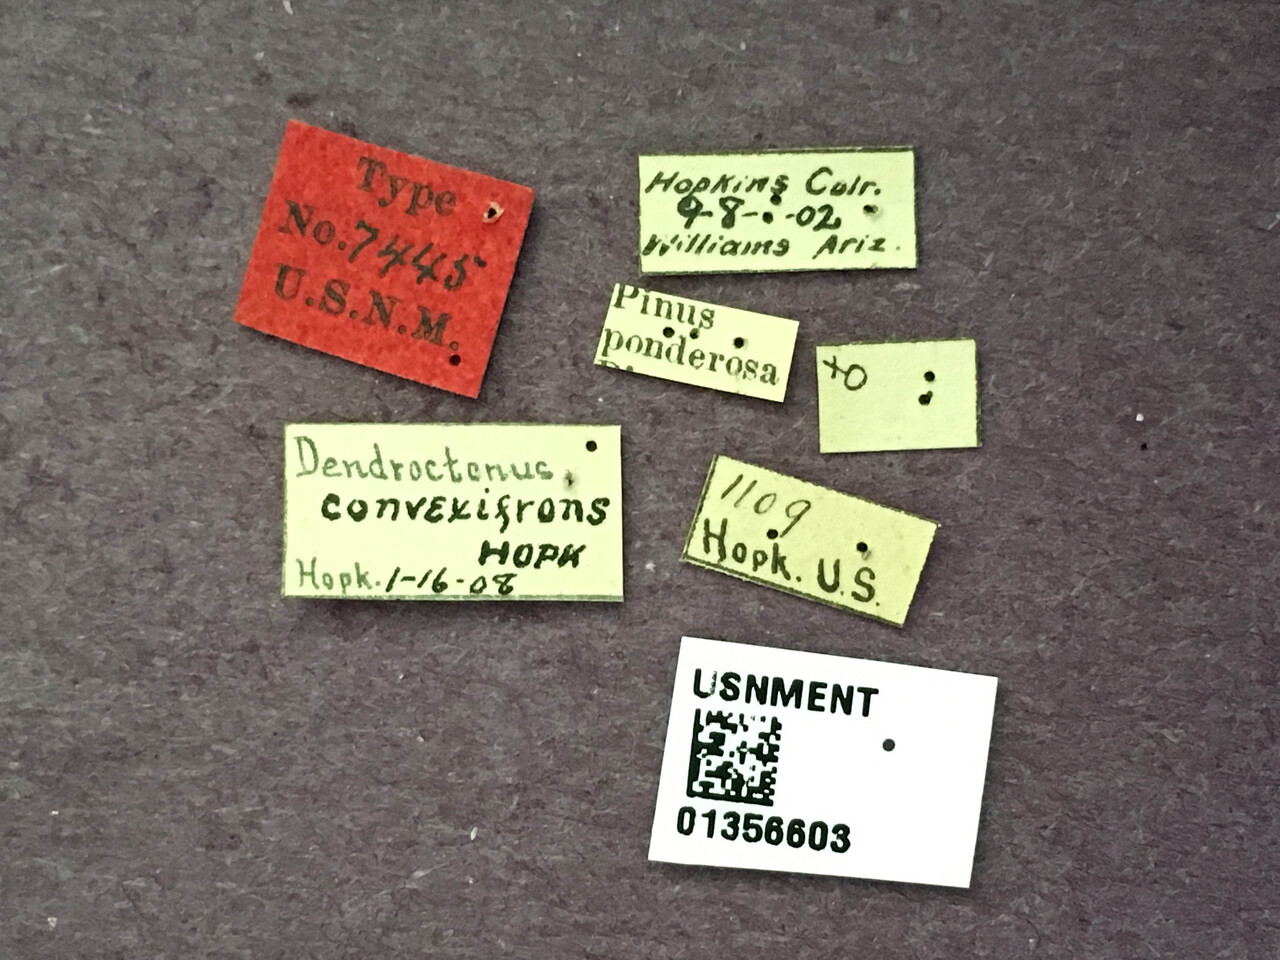 Type
No. 7445
U.S.N.M.
Hopkins Colr.
9-8-02
Williams Ariz.
Pinus
ponderosa
♀
Dendroctonus
convexifrons
HOPK
Hopk. 1-16-08
1109
Hopk. U.S.
USNMENT
01356603